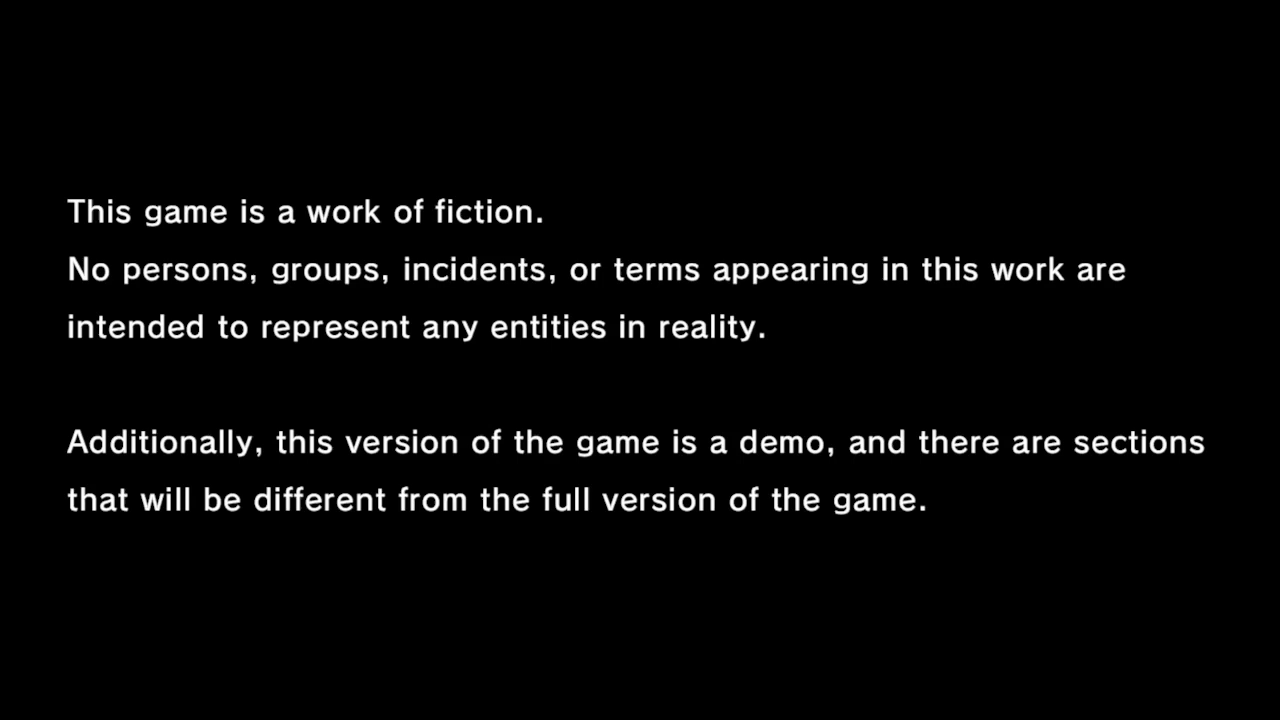 This game is a work of fiction.
No persons, groups, incidents, or terms appearing in this work are
intended to represent any entities in reality.
Additionally, this version of the game is a demo, and there are sections
that will be different from the full version of the game.